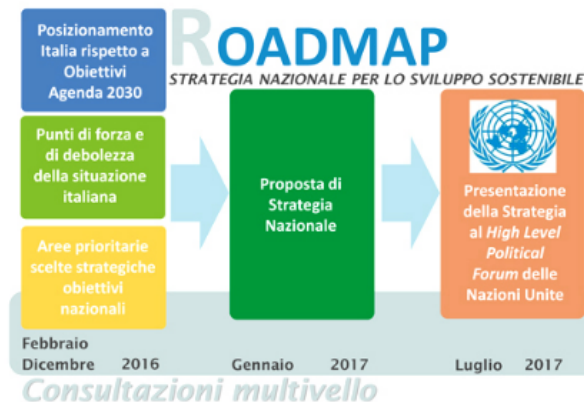 ROADMAP
STRATEGIA NAZIONALE PER LO SVILUPPO SOSTENIBILE
Posizionamento
Italia rispetto a
Obiettivi
Agenda 2030
Punti di forza e
di debolezza
della situazione
italiana
Aree prioritarie
scelte strategiche
obiettivi
nazionali
Proposta di
Strategia
Nazionale
Presentazione
della Strategia
al High Level
Political
Forum delle
Nazioni Unite
Febbraio
Dicembre 2016
Gennaio 2017
Luglio 2017
Consultazioni multivello